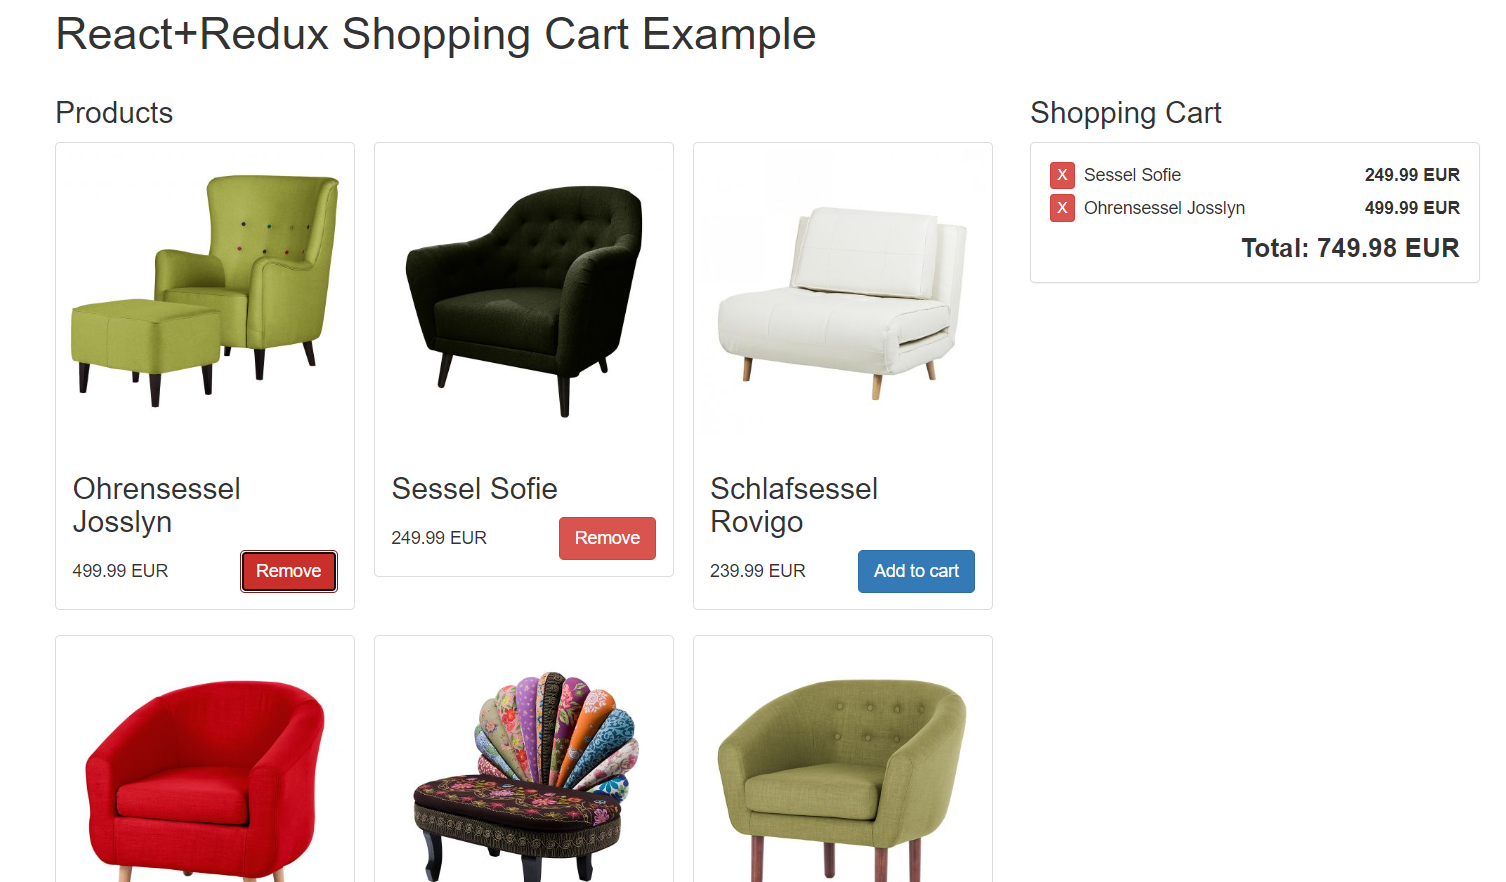 React+Redux Shopping Cart Example
Products
Ohrensessel
Josslyn
499.99 EUR
Remove
Sessel Sofie
249.99 EUR
Remove
Schlafsessel
Rovigo
239.99 EUR
Add to cart
Shopping Cart
X Sessel Sofie 249.99 EUR
X Ohrensessel Josslyn 499.99 EUR
Total: 749.98 EUR